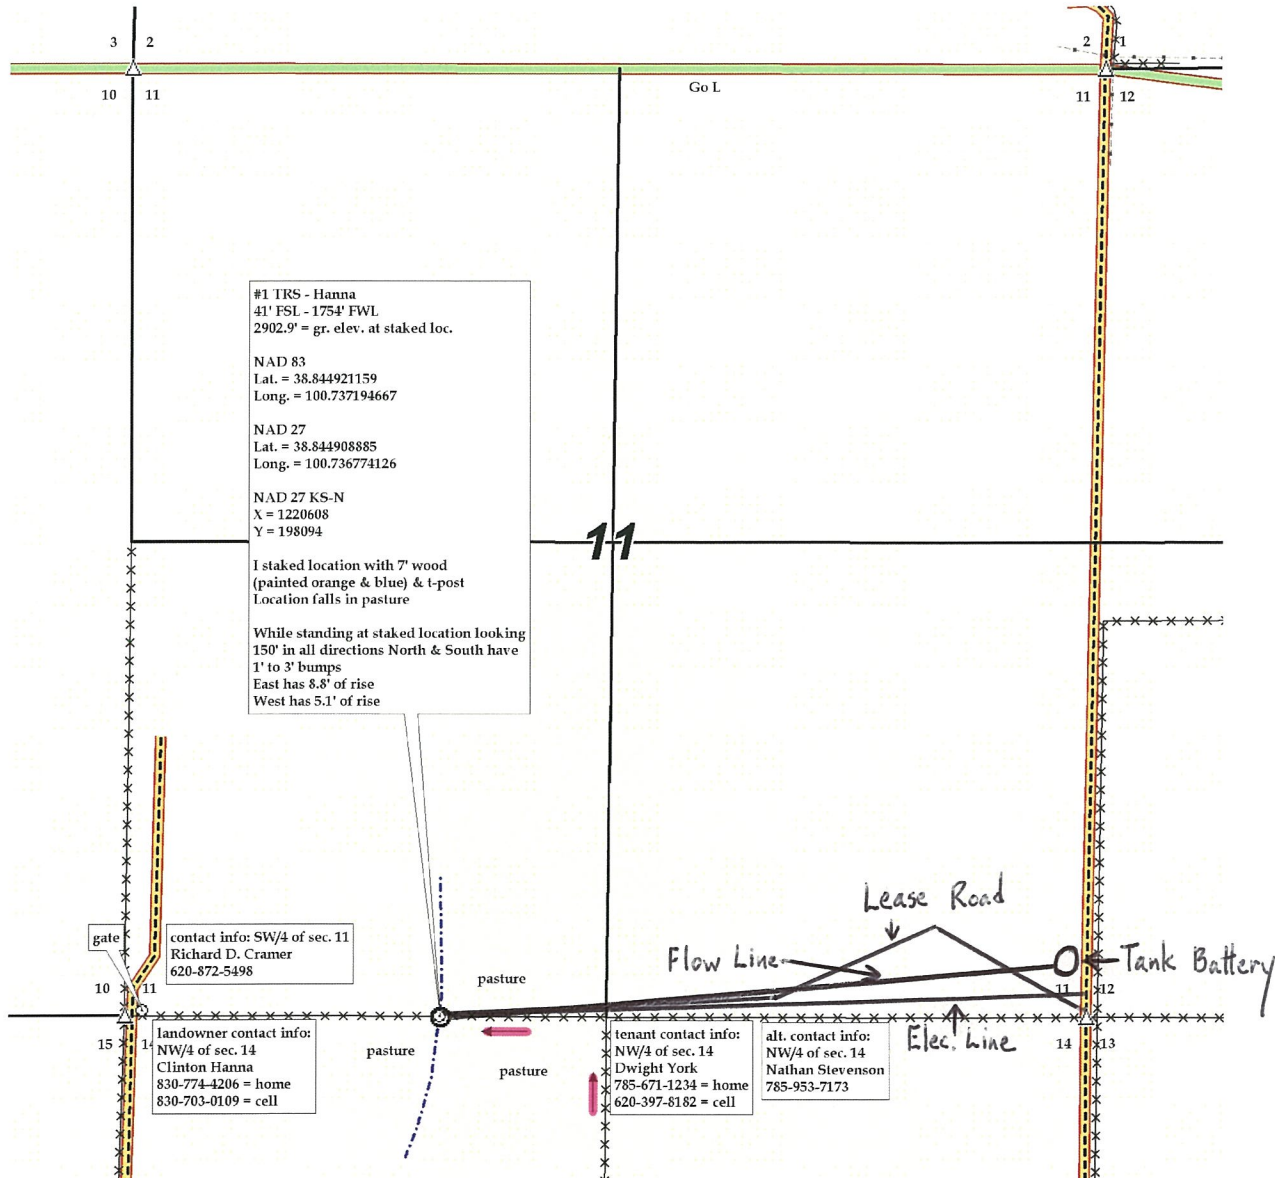 3 2
2 1
10 11
Go L
11 12
#1 TRS - Hanna
41' FSL - 1754' FWL
2902.9' = gr. elev. at staked loc.
NAD 83
Lat. = 38.844921159
Long. = 100.737194667
NAD 27
Lat. = 38.844908885
Long. = 100.736774126
NAD 27 KS-N
X = 1220608
Y = 198094
I staked location with 7' wood
(painted orange & blue) & t-post
Location falls in pasture
While standing at staked location looking
150' in all directions North & South have
1' to 3' bumps
East has 8.8' of rise
West has 5.1' of rise
11
Lease Road
gate
contact info: SW/4 of sec. 11
Richard D. Cramer
620-872-5498
Flow Line
Tank Battery
pasture
10 11
11 12
15 14
landowner contact info:
NW/4 of sec. 14
Clinton Hanna
830-774-4206 = home
830-703-0109 = cell
pasture
pasture
tenant contact info:
NW/4 of sec. 14
Dwight York
785-671-1234 = home
620-397-8182 = cell
alt. contact info:
NW/4 of sec. 14
Nathan Stevenson
785-953-7173
Elec. Line
14 13